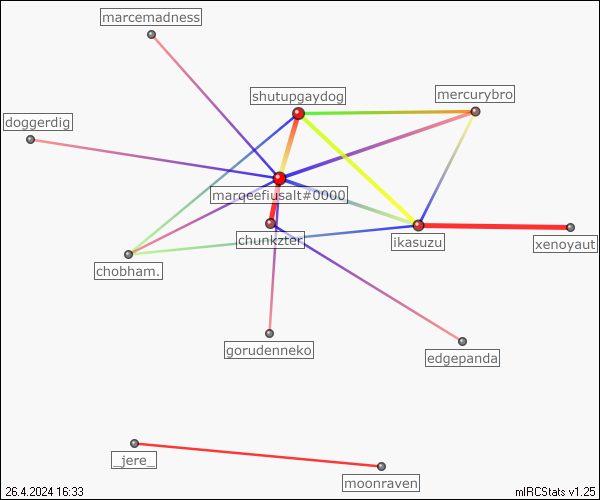 marcemadness
shutupgaydog
mercurybro
doggerdig
marqeefiusalt#0000
chunkzter
ikasuzu
xenoyaut
chobham.
gorudenneko
edgepanda
_jere_
moonraven
26.4.2024 16:33
mIRCStats v1.25